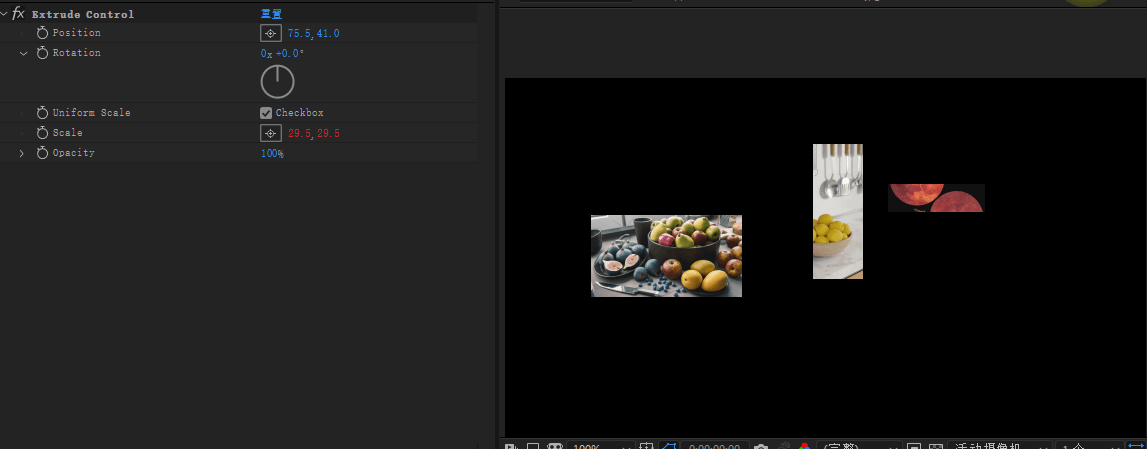 fx Extrude Control 重置
Position 75.5,41.0
Rotation 0x +0.0°
Uniform Scale Checkbox
Scale 29.5,29.5
Opacity 100%
100% 0:00:00:00 (完整) 活动摄像机 1个